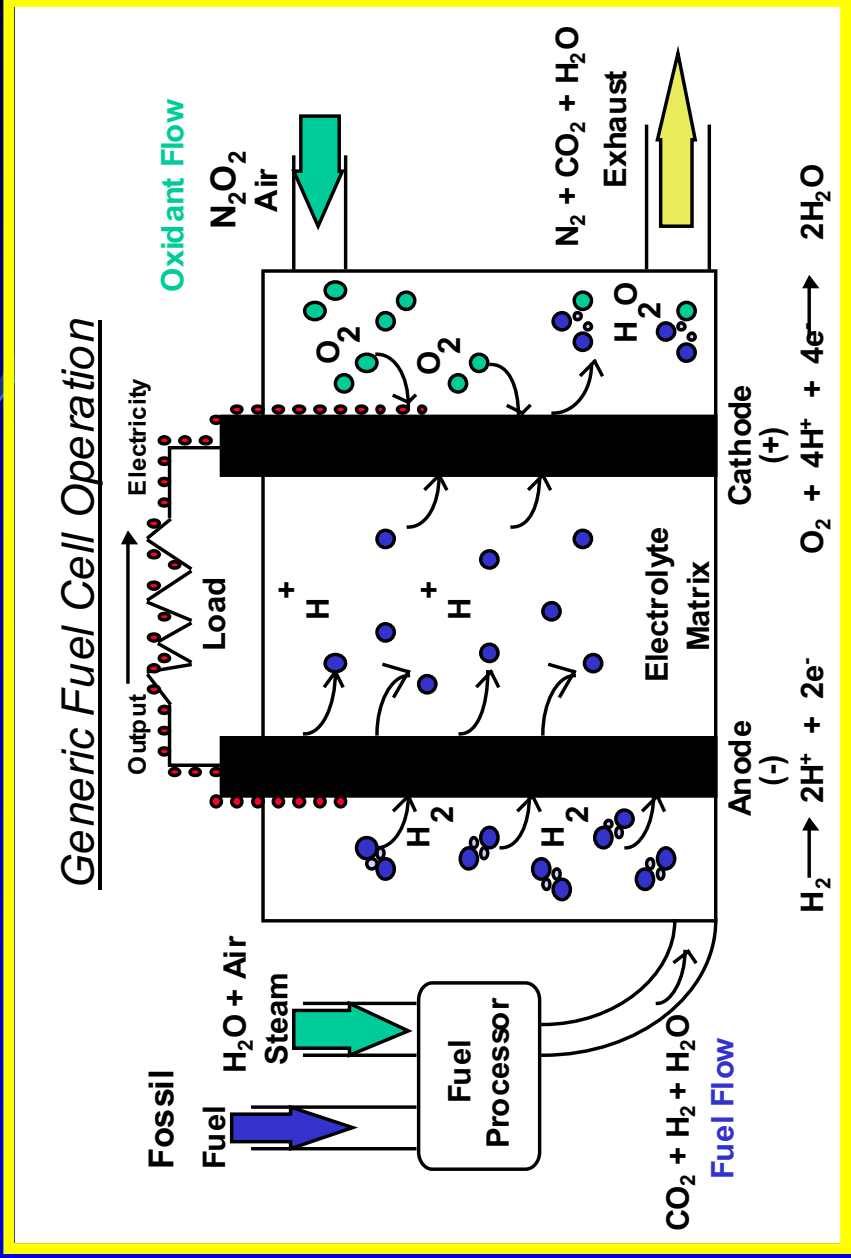 Generic Fuel Cell Operation
Output
Electricity
Load
Oxidant Flow
N₂O₂
Air
Fossil
Fuel
H₂O + Air
Steam
Fuel
Processor
CO₂ + H₂ + H₂O
Fuel Flow
H₂
H₂
H⁺
H⁺
O₂
O₂
H₂O
Electrolyte
Matrix
N₂ + CO₂ + H₂O
Exhaust
Anode
(-)
Cathode
(+)
H₂ → 2H⁺ + 2e⁻
O₂ + 4H⁺ + 4e⁻ → 2H₂O